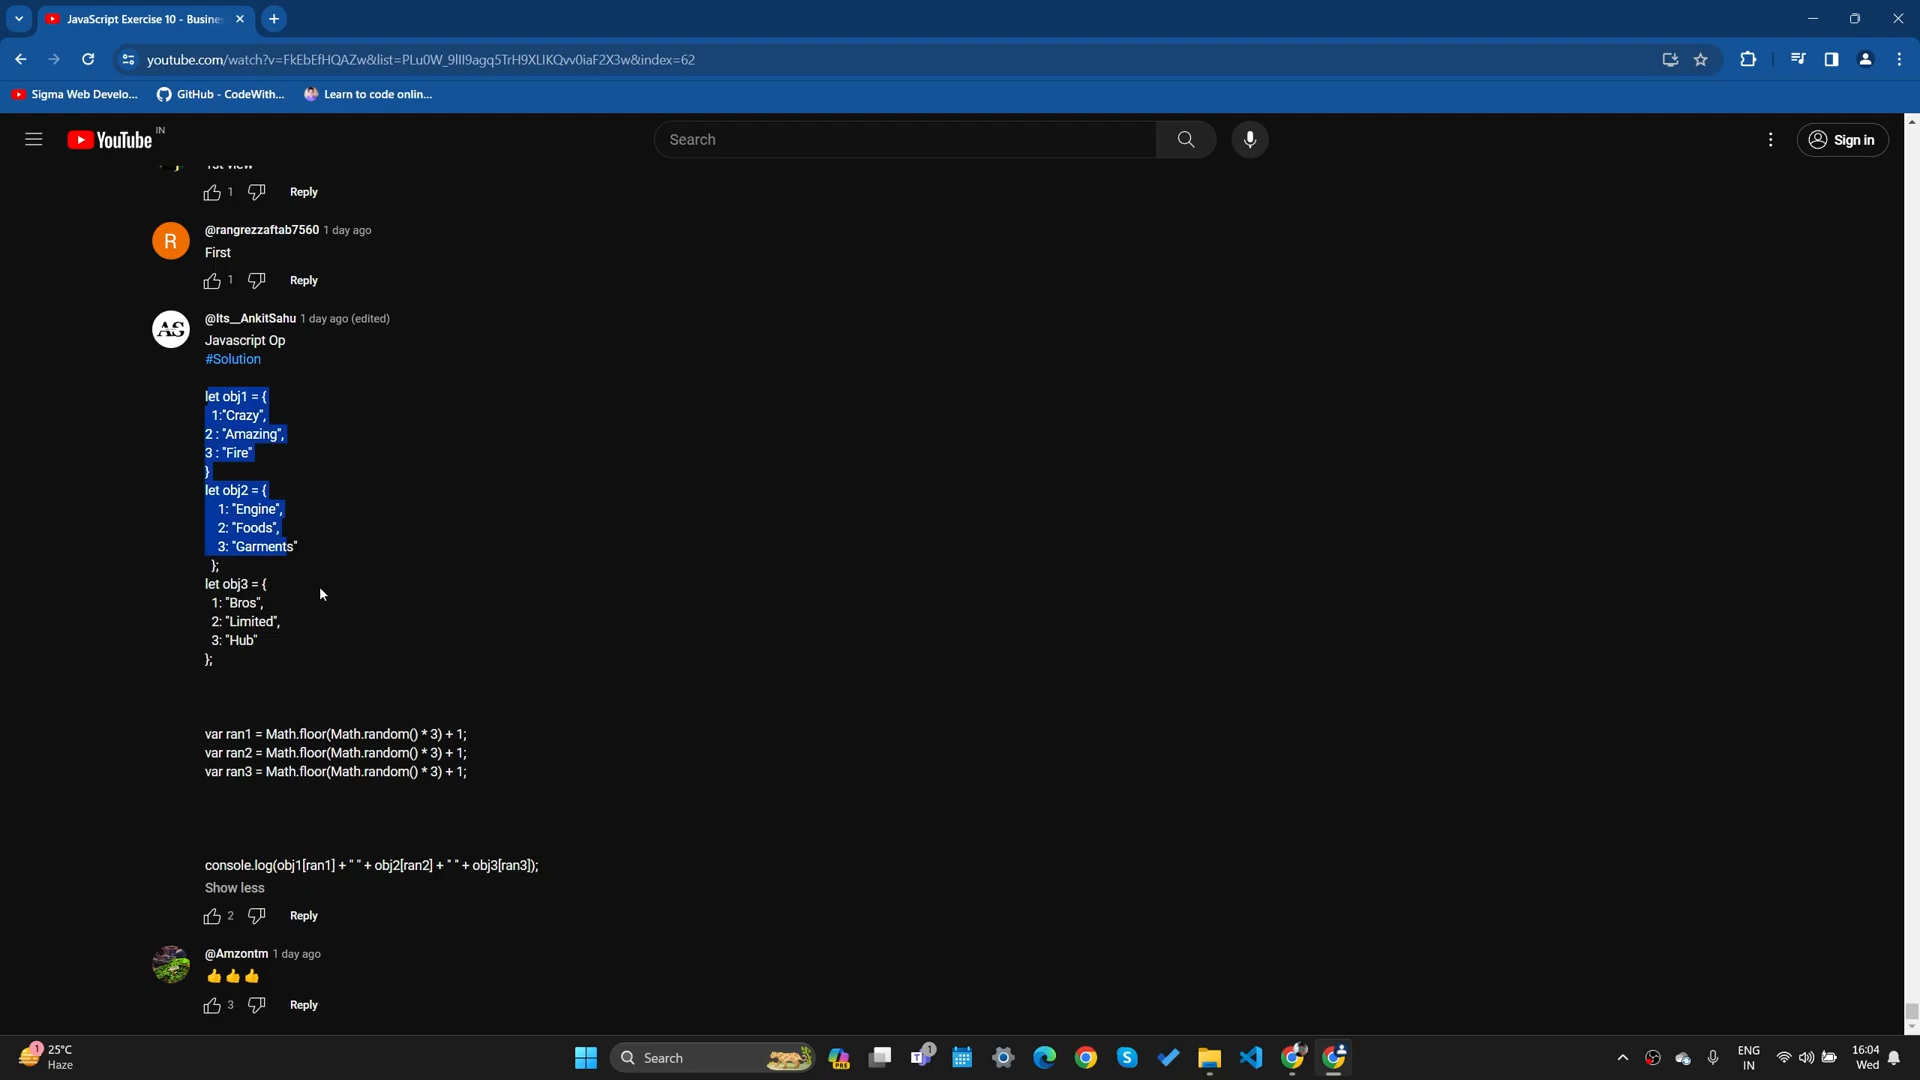 JavaScript Exercise 10 - Busine
youtube.com/watch?v=FkEbEfHQAZw&list=PLu0W_9lII9agq5TrH9XLIKQvv0iaF2X3w&index=62
Sigma Web Develo...
GitHub - CodeWith...
Learn to code onlin...
YouTube IN
Search
Sign in
1st view
1
Reply
R
@rangrezzaftab7560 1 day ago
First
1
Reply
AS
@Its__AnkitSahu 1 day ago (edited)
Javascript Op
#Solution
let obj1 = {
1:"Crazy",
2 : "Amazing",
3 : "Fire"
}
let obj2 = {
1: "Engine",
2: "Foods",
3: "Garments"
};
let obj3 = {
1: "Bros",
2: "Limited",
3: "Hub"
};
var ran1 = Math.floor(Math.random() * 3) + 1;
var ran2 = Math.floor(Math.random() * 3) + 1;
var ran3 = Math.floor(Math.random() * 3) + 1;
console.log(obj1[ran1] + " " + obj2[ran2] + " " + obj3[ran3]);
Show less
2
Reply
@Amzontm 1 day ago
👍👍👍
3
Reply
1
25°C
Haze
Search
PRE
1
ENG
IN
16:04
Wed